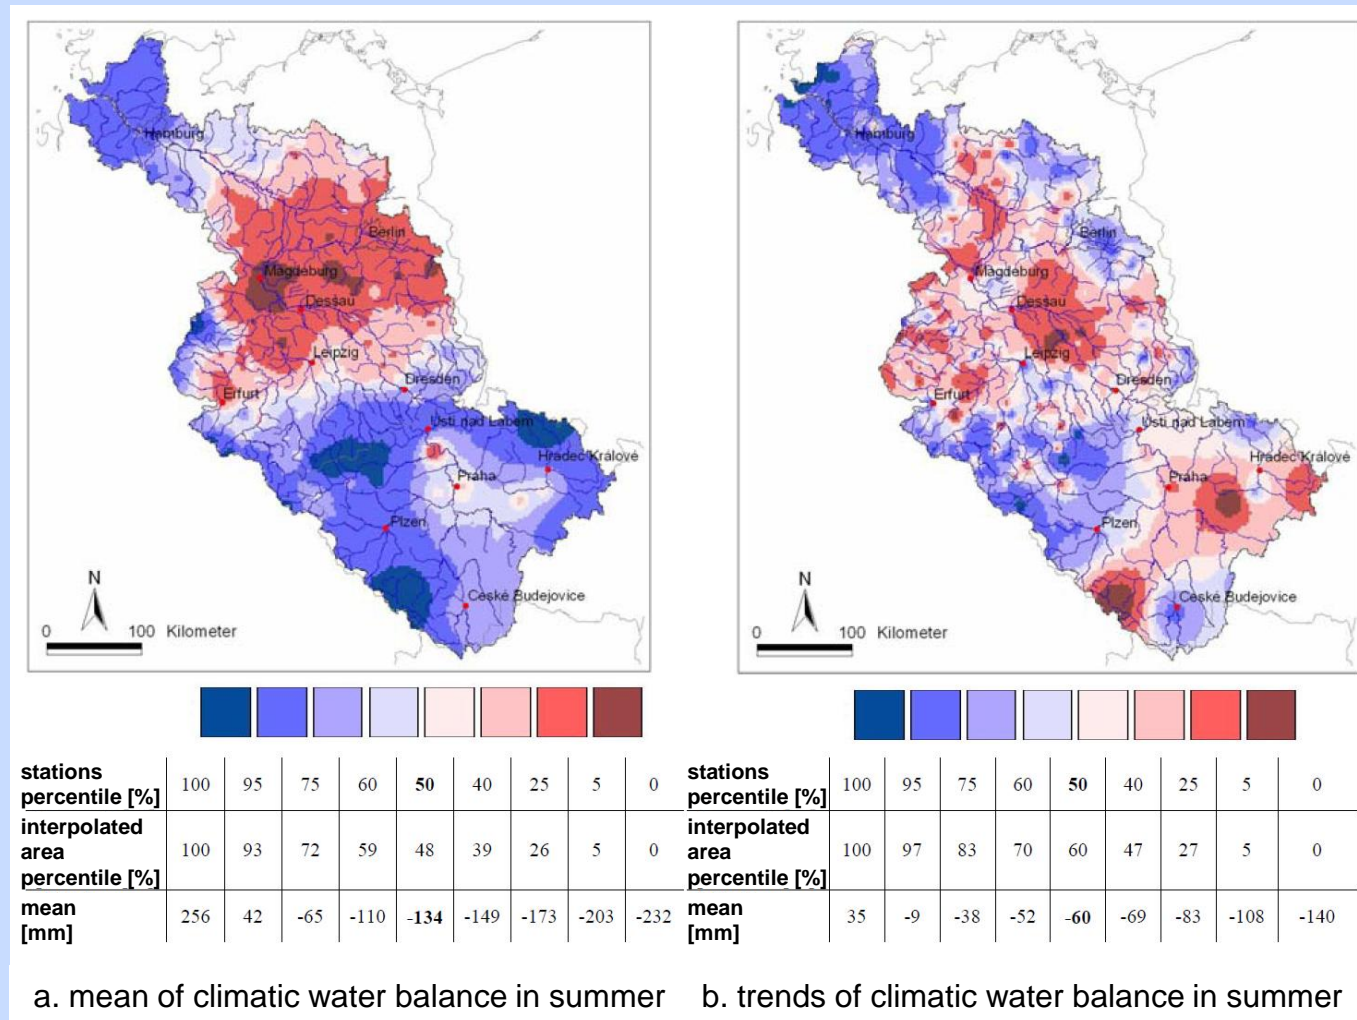 Hamburg
Berlin
Magdeburg
Dessau
Leipzig
Dresden
Erfurt
Usti nad Labem
Hradec Králové
Praha
Plzen
Ceské Budejovice
N
0 100 Kilometer
Hamburg
Berlin
Magdeburg
Dessau
Leipzig
Dresden
Erfurt
Usti nad Labem
Hradec Králové
Praha
Plzen
Ceské Budejovice
N
0 100 Kilometer
stations
percentile [%] 100 95 75 60 50 40 25 5 0
interpolated
area
percentile [%] 100 93 72 59 48 39 26 5 0
mean
[mm] 256 42 -65 -110 -134 -149 -173 -203 -232
stations
percentile [%] 100 95 75 60 50 40 25 5 0
interpolated
area
percentile [%] 100 97 83 70 60 47 27 5 0
mean
[mm] 35 -9 -38 -52 -60 -69 -83 -108 -140
a. mean of climatic water balance in summer
b. trends of climatic water balance in summer